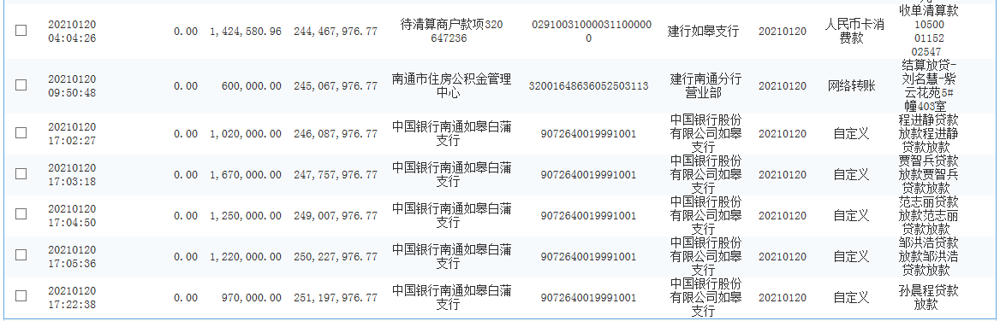 收单清算款
20210120 待清算商户款项320 02910031000031100000 人民币卡消 10500
0.00 1,424,580.96 244,467,976.77 建行如皋支行 20210120 01152
04:04:26 647236 0 费款 02547
结算放贷-
20210120 南通市住房公积金管理 建行南通分行 刘名慧-紫
0.00 600,000.00 245,067,976.77 32001648636052503113 20210120 网络转账
09:50:48 中心 营业部 云花苑5#
幢403室
中国银行股份 程进静贷款
20210120 中国银行南通如皋白蒲
0.00 1,020,000.00 246,087,976.77 9072640019991001 有限公司如皋 20210120 自定义 放款程进静
17:02:27 支行
支行 贷款放款
中国银行股份 贾智兵贷款
20210120 中国银行南通如皋白蒲
0.00 1,670,000.00 247,757,976.77 9072640019991001 有限公司如皋 20210120 自定义 放款贾智兵
17:03:18 支行
支行 贷款放款
中国银行股份 范志丽贷款
20210120 中国银行南通如皋白蒲
0.00 1,250,000.00 249,007,976.77 9072640019991001 有限公司如皋 20210120 自定义 放款范志丽
17:04:50 支行
支行 贷款放款
中国银行股份 邹洪浩贷款
20210120 中国银行南通如皋白蒲
0.00 1,220,000.00 250,227,976.77 9072640019991001 有限公司如皋 20210120 自定义 放款邹洪浩
17:05:36 支行
支行 贷款放款
中国银行股份
20210120 中国银行南通如皋白蒲 孙晨程贷款
0.00 970,000.00 251,197,976.77 9072640019991001 有限公司如皋 20210120 自定义
17:22:38 支行 放款
支行